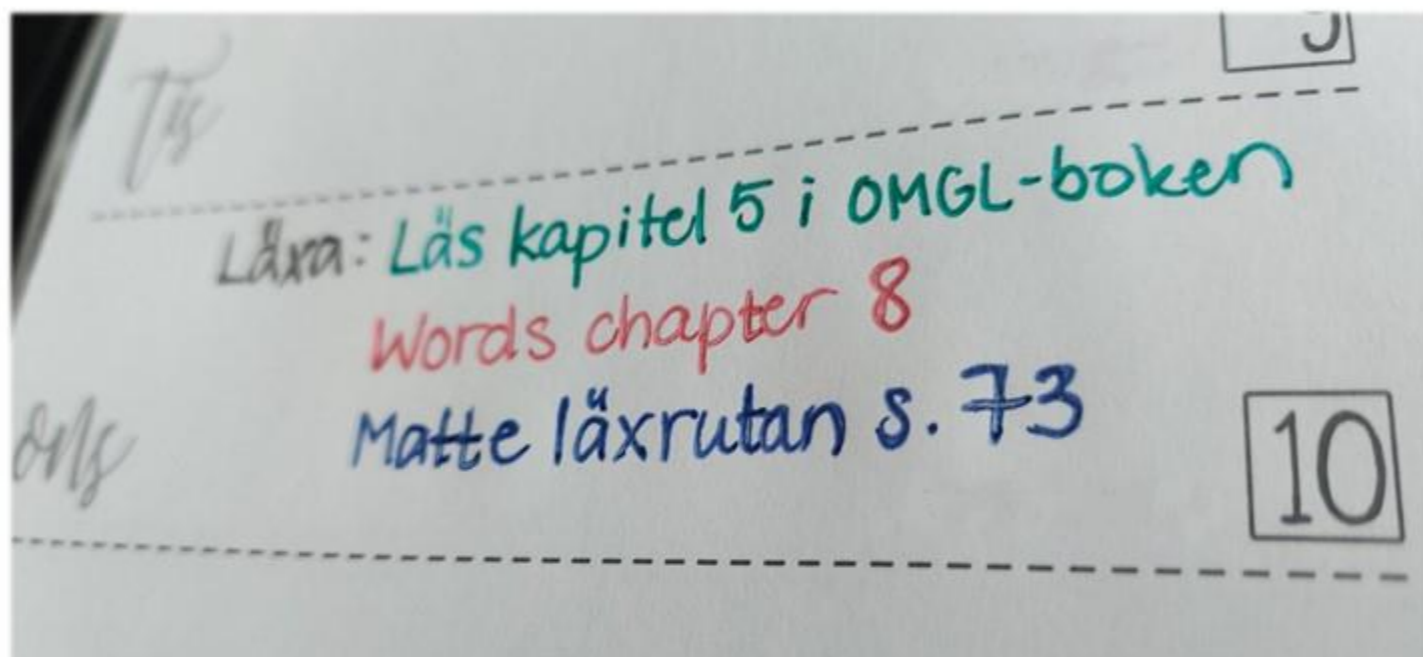 Tis
Läxa: Läs kapitel 5 i OMGL-boken
Words chapter 8
Matte läxrutan s. 73
ons
10